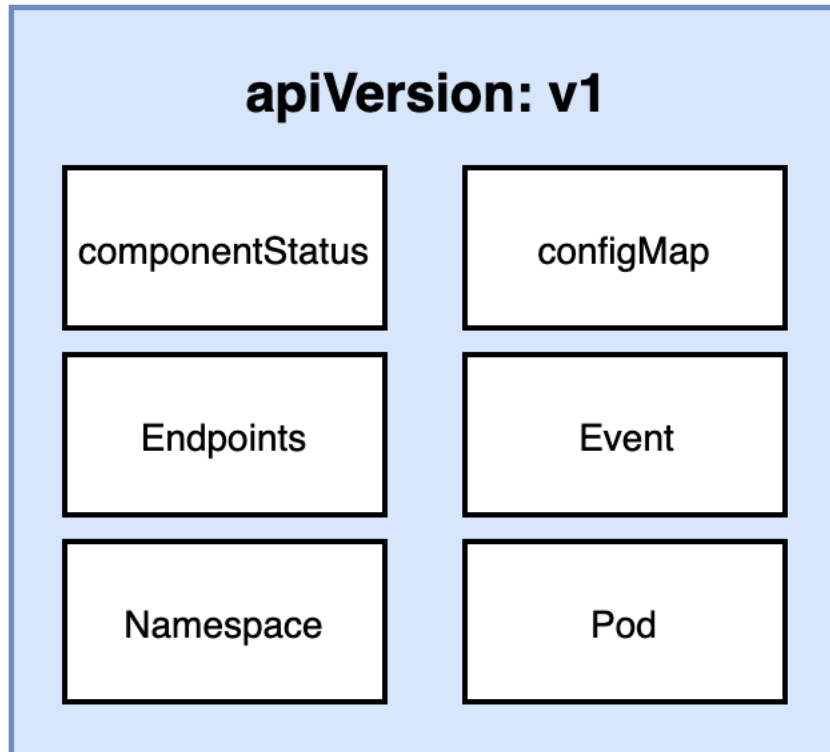 apiVersion: v1
componentStatus
configMap
Endpoints
Event
Namespace
Pod